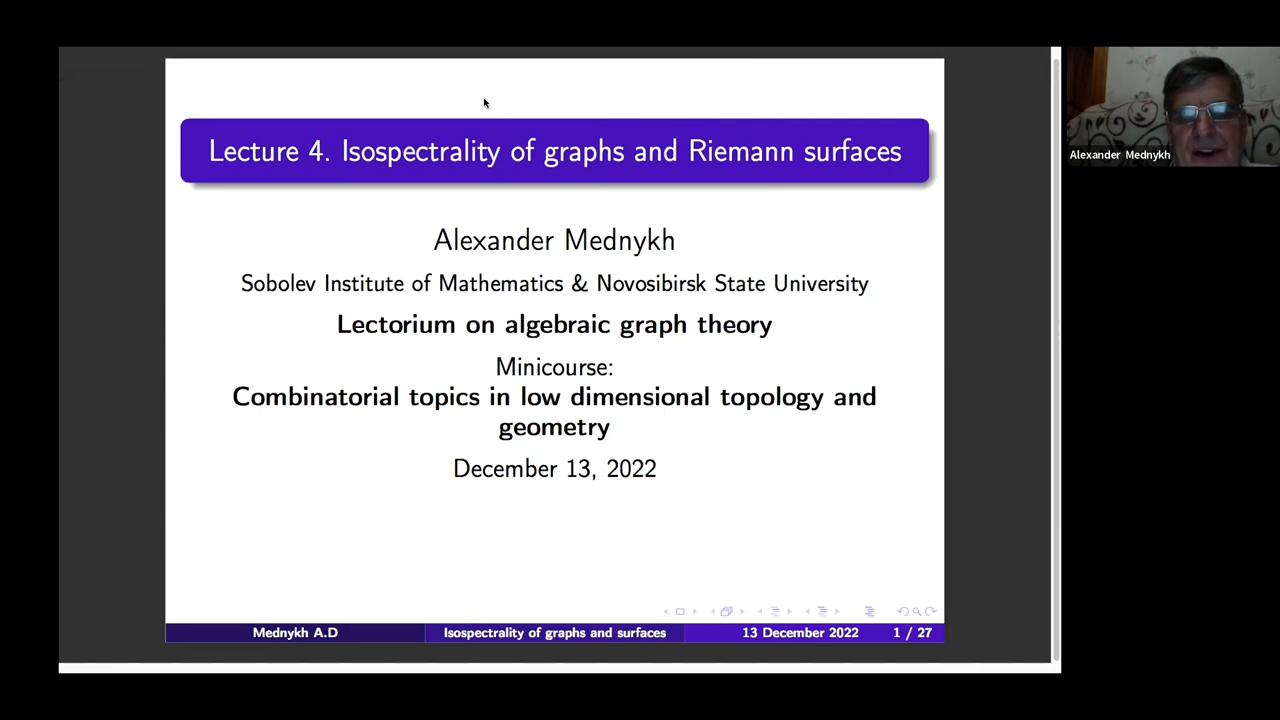 Lecture 4. Isospectrality of graphs and Riemann surfaces
Alexander Mednykh
Alexander Mednykh
Sobolev Institute of Mathematics & Novosibirsk State University
Lectorium on algebraic graph theory
Minicourse:
Combinatorial topics in low dimensional topology and
geometry
December 13, 2022
Mednykh A.D
Isospectrality of graphs and surfaces
13 December 2022
1 / 27